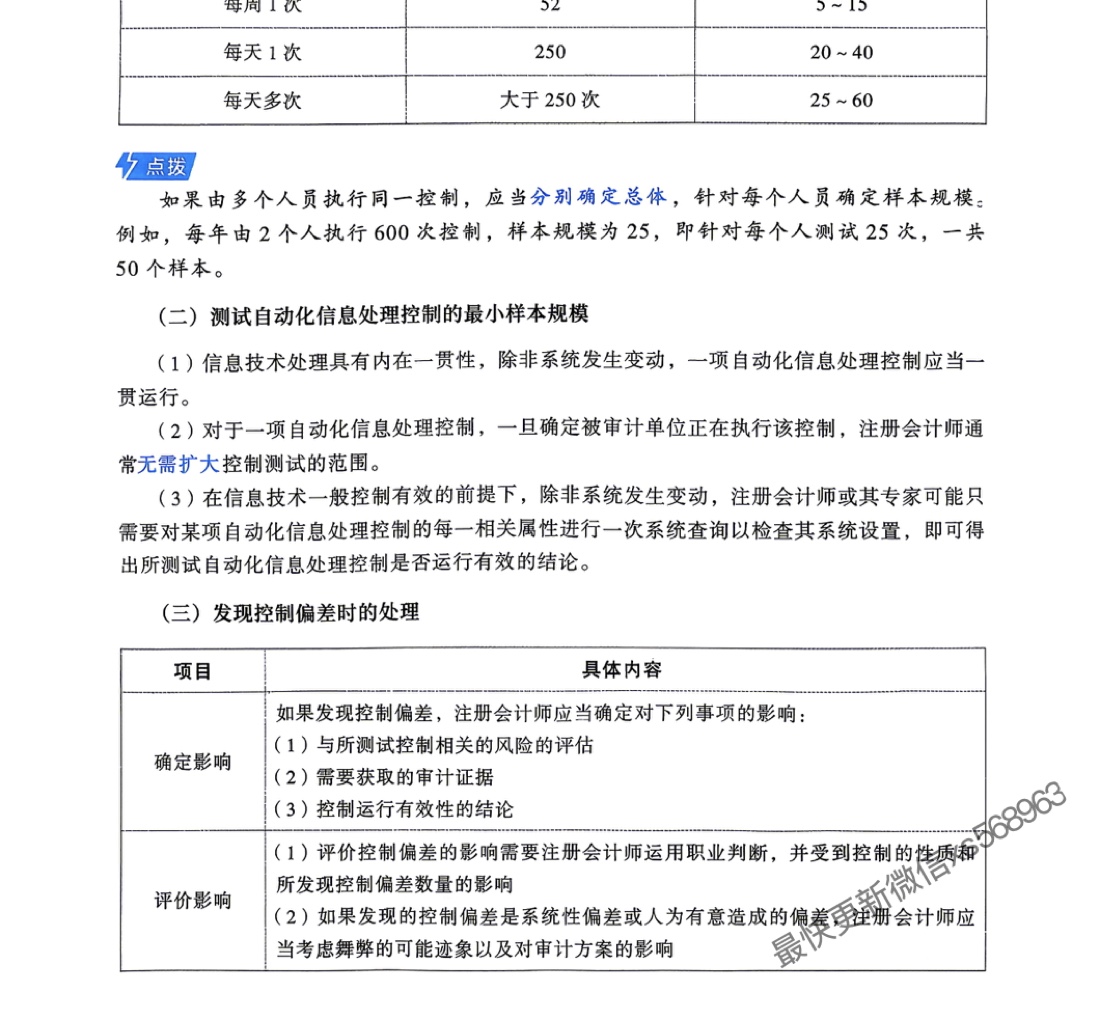 每周 1 次 52 5 ~ 15
每天 1 次 250 20 ~ 40
每天多次 大于 250 次 25 ~ 60
点拨
如果由多个人员执行同一控制，应当分别确定总体，针对每个人员确定样本规模。
例如，每年由 2 个人执行 600 次控制，样本规模为 25，即针对每个人测试 25 次，一共
50 个样本。
（二）测试自动化信息处理控制的最小样本规模
（1）信息技术处理具有内在一贯性，除非系统发生变动，一项自动化信息处理控制应当一
贯运行。
（2）对于一项自动化信息处理控制，一旦确定被审计单位正在执行该控制，注册会计师通
常无需扩大控制测试的范围。
（3）在信息技术一般控制有效的前提下，除非系统发生变动，注册会计师或其专家可能只
需要对某项自动化信息处理控制的每一相关属性进行一次系统查询以检查其系统设置，即可得
出所测试自动化信息处理控制是否运行有效的结论。
（三）发现控制偏差时的处理
项目 具体内容
如果发现控制偏差，注册会计师应当确定对下列事项的影响：
（1）与所测试控制相关的风险的评估
确定影响
（2）需要获取的审计证据
（3）控制运行有效性的结论
（1）评价控制偏差的影响需要注册会计师运用职业判断，并受到控制的性质和
所发现控制偏差数量的影响
评价影响
（2）如果发现的控制偏差是系统性偏差或人为有意造成的偏差，注册会计师应
当考虑舞弊的可能迹象以及对审计方案的影响